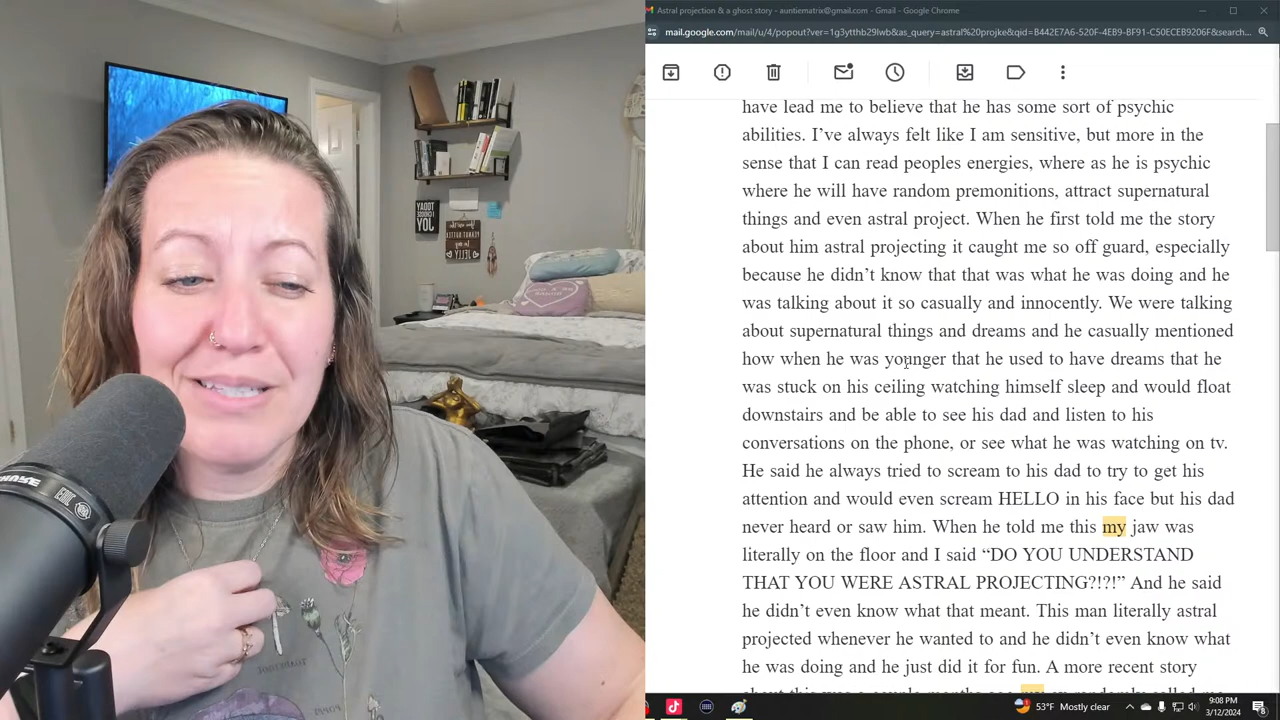 Astral projection & a ghost story - auntiematrix@gmail.com - Gmail - Google Chrome
mail.google.com/mail/u/4/popout?ver=1g3ytthb29lwb&as_query=astral%20projke&qid=B442E7A6-520F-4EB9-BF91-C50ECEB9206F&search...
have lead me to believe that he has some sort of psychic
abilities. I’ve always felt like I am sensitive, but more in the
sense that I can read peoples energies, where as he is psychic
where he will have random premonitions, attract supernatural
things and even astral project. When he first told me the story
about him astral projecting it caught me so off guard, especially
because he didn’t know that that was what he was doing and he
was talking about it so casually and innocently. We were talking
about supernatural things and dreams and he casually mentioned
how when he was younger that he used to have dreams that he
was stuck on his ceiling watching himself sleep and would float
downstairs and be able to see his dad and listen to his
conversations on the phone, or see what he was watching on tv.
He said he always tried to scream to his dad to try to get his
attention and would even scream HELLO in his face but his dad
never heard or saw him. When he told me this my jaw was
literally on the floor and I said “DO YOU UNDERSTAND
THAT YOU WERE ASTRAL PROJECTING?!?!” And he said
he didn’t even know what that meant. This man literally astral
projected whenever he wanted to and he didn’t even know what
he was doing and he just did it for fun. A more recent story
53°F Mostly clear
9:08 PM
3/12/2024
TODAY
CHOOSE
JOY
JELLY
SHURE